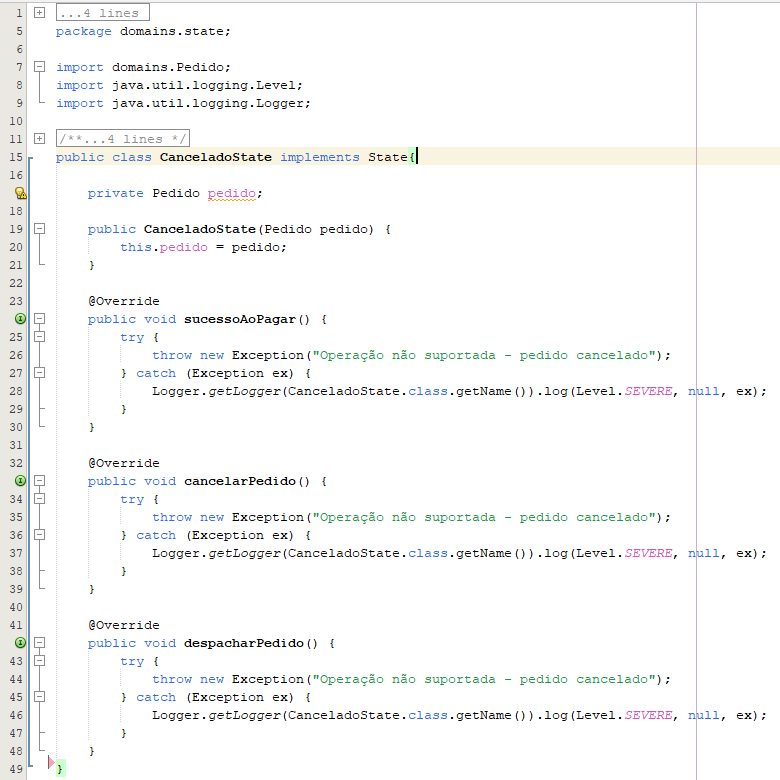 1 ...4 lines
5 package domains.state;
6
7 import domains.Pedido;
8 import java.util.logging.Level;
9 import java.util.logging.Logger;
10
11 /**...4 lines */
15 public class CanceladoState implements State{
16
private Pedido pedido;
18
19 public CanceladoState(Pedido pedido) {
20 this.pedido = pedido;
21 }
22
23 @Override
public void sucessoAoPagar() {
25 try {
26 throw new Exception("Operação não suportada - pedido cancelado");
27 } catch (Exception ex) {
28 Logger.getLogger(CanceladoState.class.getName()).log(Level.SEVERE, null, ex);
29 }
30 }
31
32 @Override
public void cancelarPedido() {
34 try {
35 throw new Exception("Operação não suportada - pedido cancelado");
36 } catch (Exception ex) {
37 Logger.getLogger(CanceladoState.class.getName()).log(Level.SEVERE, null, ex);
38 }
39 }
40
41 @Override
public void despacharPedido() {
43 try {
44 throw new Exception("Operação não suportada - pedido cancelado");
45 } catch (Exception ex) {
46 Logger.getLogger(CanceladoState.class.getName()).log(Level.SEVERE, null, ex);
47 }
48 }
49 }